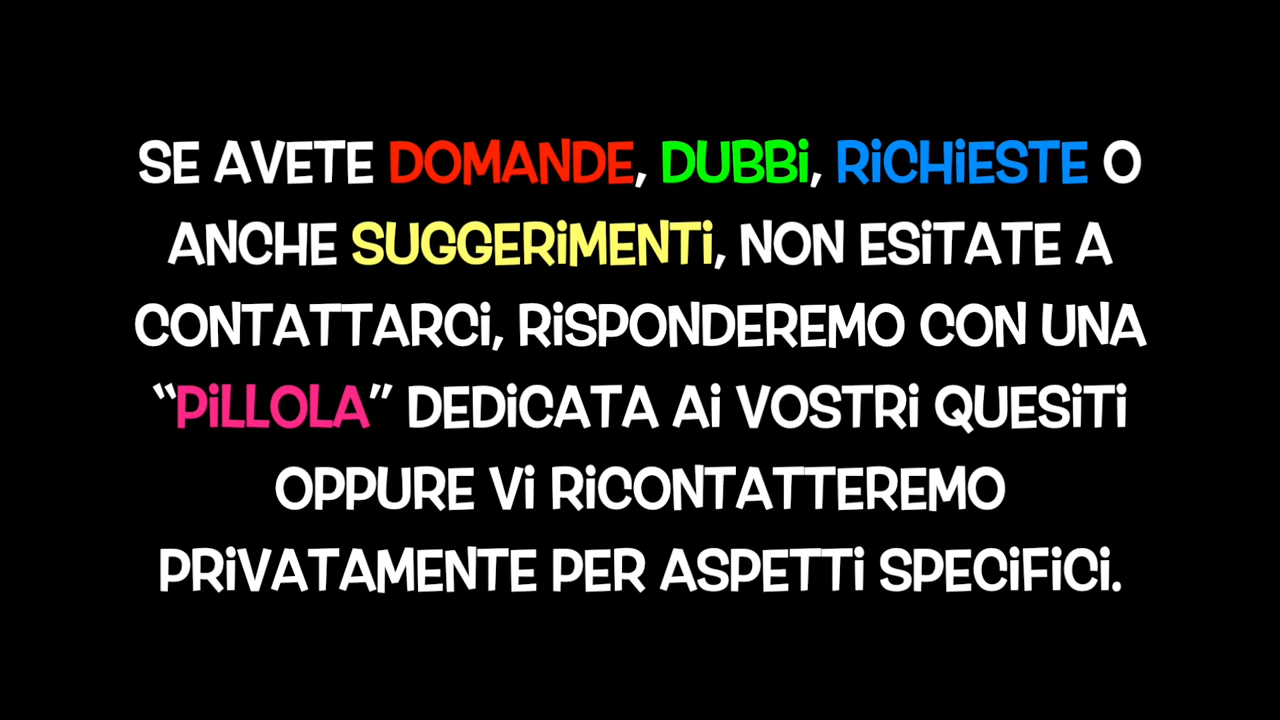 SE AVETE DOMANDE, DUBBi, RiCHiESTE O
ANCHE SUGGERiMENTi, NON ESiTATE A
CONTATTARCi, RiSPONDEREMO CON UNA
“PiLLOLA” DEDiCATA Ai VOSTRi QUESiTi
OPPURE Vi RiCONTATTEREMO
PRiVATAMENTE PER ASPETTi SPECiFiCi.